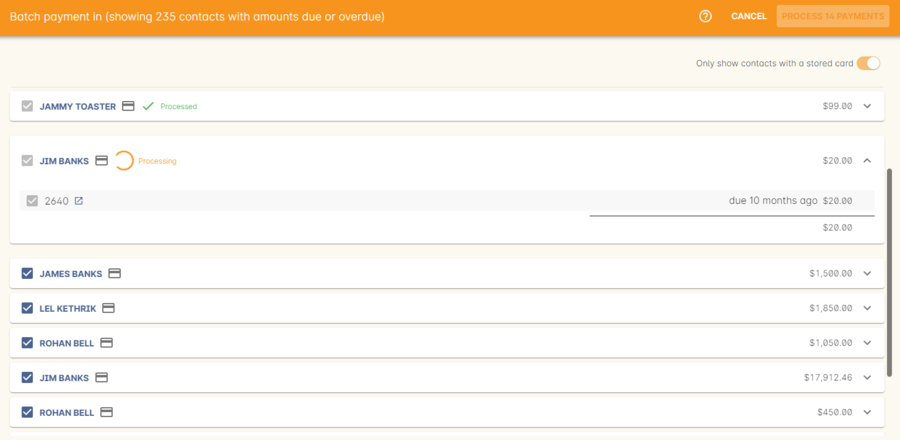 Batch payment in (showing 235 contacts with amounts due or overdue) CANCEL PROCESS 14 PAYMENTS
Only show contacts with a stored card
JAMMY TOASTER Processed $99.00
JIM BANKS Processing $20.00
2640 due 10 months ago $20.00
$20.00
JAMES BANKS $1,500.00
LEL KETHRIK $1,850.00
ROHAN BELL $1,050.00
JIM BANKS $17,912.46
ROHAN BELL $450.00